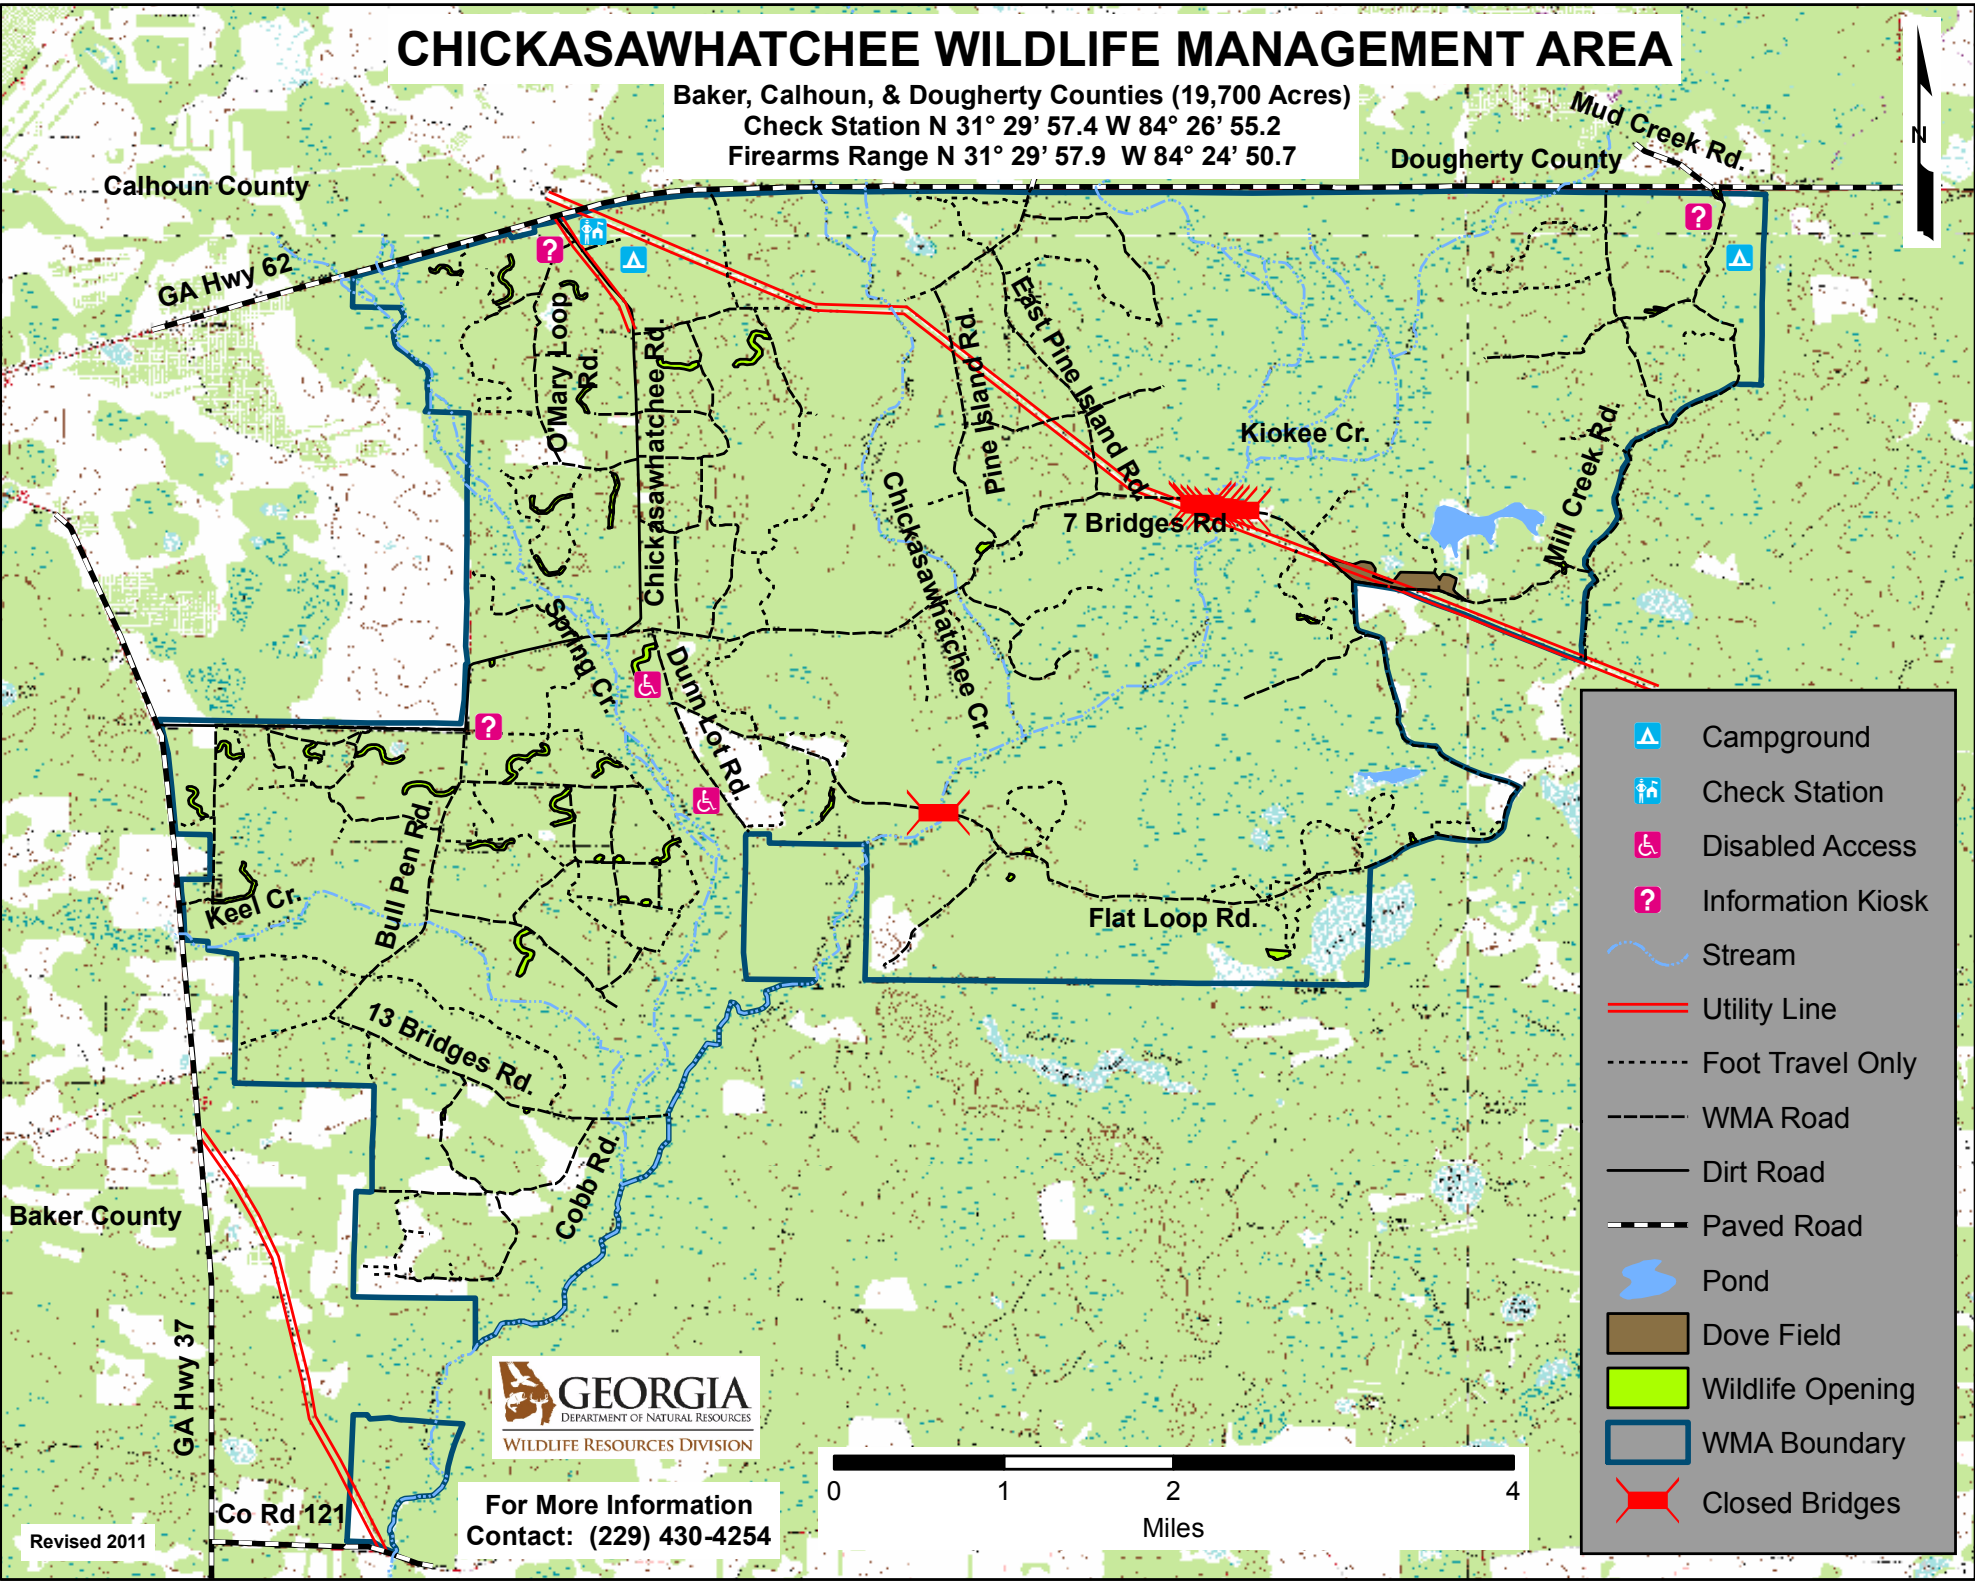 CHICKASAWHATCHEE WILDLIFE MANAGEMENT AREA
Baker, Calhoun, & Dougherty Counties (19,700 Acres)
Check Station N 31° 29’ 57.4 W 84° 26’ 55.2
Firearms Range N 31° 29’ 57.9 W 84° 24’ 50.7
Mud Creek Rd.
Dougherty County
N
Calhoun County
GA Hwy 62
O'Mary Loop
Rd.
Chickasawhatchee Rd.
Pine Island Rd.
East Pine Island Rd.
Kiokee Cr.
Mill Creek Rd.
7 Bridges Rd.
Chickasawhatchee Cr.
Spring Cr.
Dunn Lot Rd.
Bull Pen Rd.
Keel Cr.
Flat Loop Rd.
13 Bridges Rd.
Cobb Rd.
Baker County
GA Hwy 37
Co Rd 121
Campground
Check Station
Disabled Access
? Information Kiosk
Stream
Utility Line
Foot Travel Only
WMA Road
Dirt Road
Paved Road
Pond
Dove Field
Wildlife Opening
WMA Boundary
Closed Bridges
?
?
?
GEORGIA
DEPARTMENT OF NATURAL RESOURCES
WILDLIFE RESOURCES DIVISION
For More Information
Contact: (229) 430-4254
0 1 2 4
Miles
Revised 2011